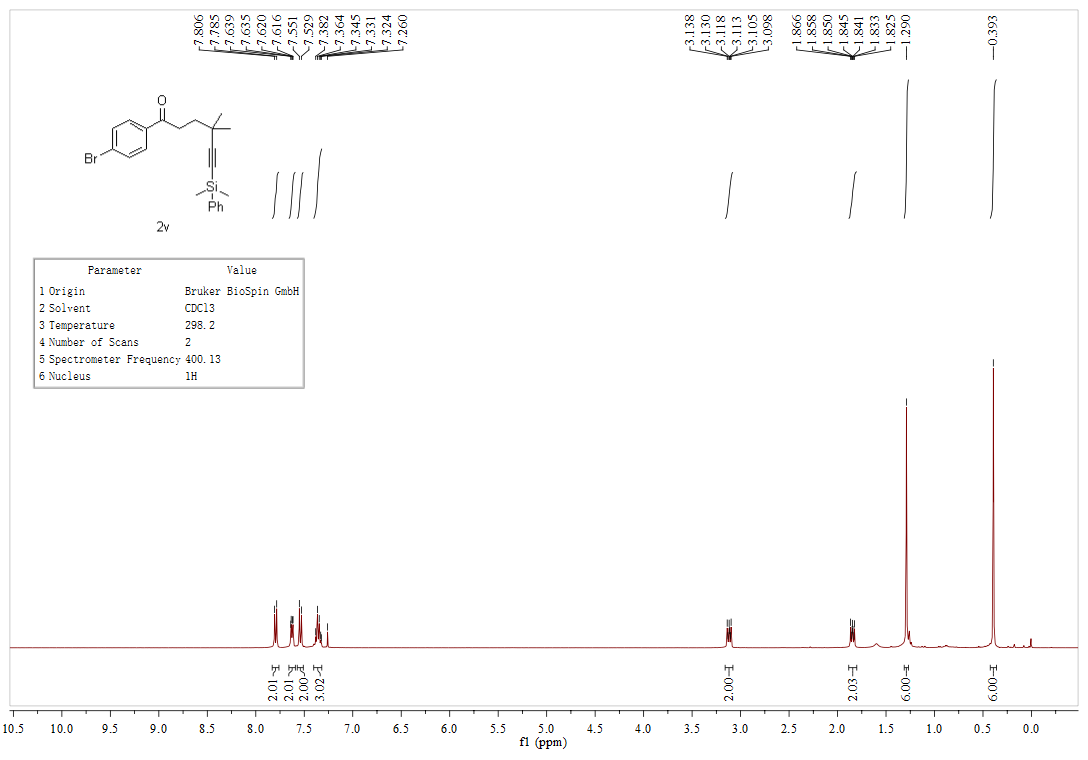 7.806
7.785
7.639
7.635
7.620
7.616
7.551
7.529
7.382
7.364
7.345
7.331
7.324
7.260
3.138
3.130
3.118
3.113
3.105
3.098
1.866
1.858
1.850
1.845
1.841
1.833
1.825
1.290
0.393
O
Br
Si
Ph
2v
Parameter Value
1 Origin Bruker BioSpin GmbH
2 Solvent CDCl3
3 Temperature 298.2
4 Number of Scans 2
5 Spectrometer Frequency 400.13
6 Nucleus 1H
2.01
2.01
2.00
3.02
2.00
2.03
6.00
6.00
10.5 10.0 9.5 9.0 8.5 8.0 7.5 7.0 6.5 6.0 5.5 5.0 4.5 4.0 3.5 3.0 2.5 2.0 1.5 1.0 0.5 0.0
f1 (ppm)